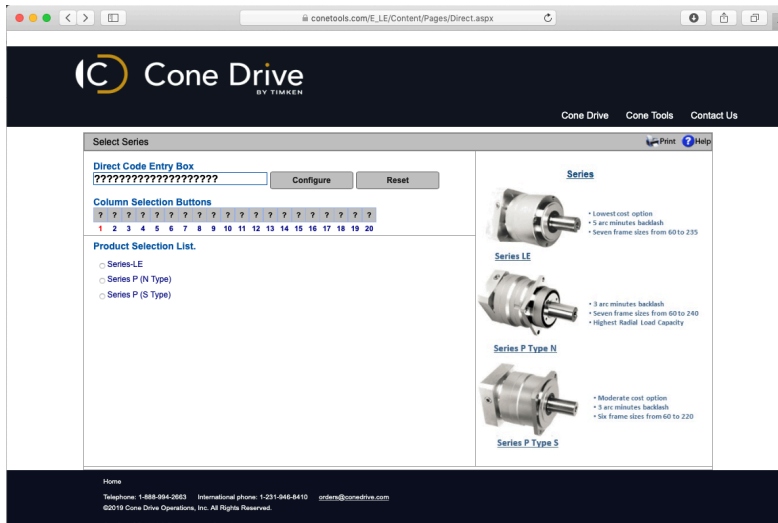 conetools.com/E_LE/Content/Pages/Direct.aspx
Cone Drive
BY TIMKEN
Cone Drive Cone Tools Contact Us
Select Series Print Help
Direct Code Entry Box
???????????????????? Configure Reset
Column Selection Buttons
? ? ? ? ? ? ? ? ? ? ? ? ? ? ? ? ? ? ? ?
1 2 3 4 5 6 7 8 9 10 11 12 13 14 15 16 17 18 19 20
Product Selection List.
Series-LE
Series P (N Type)
Series P (S Type)
Series
• Lowest cost option
• 5 arc minutes backlash
• Seven frame sizes from 60 to 235
Series LE
• 3 arc minutes backlash
• Seven frame sizes from 60 to 240
• Highest Radial Load Capacity
Series P Type N
• Moderate cost option
• 3 arc minutes backlash
• Six frame sizes from 60 to 220
Series P Type S
Home
Telephone: 1-888-994-2663 International phone: 1-231-946-8410 orders@conedrive.com
©2019 Cone Drive Operations, Inc. All Rights Reserved.